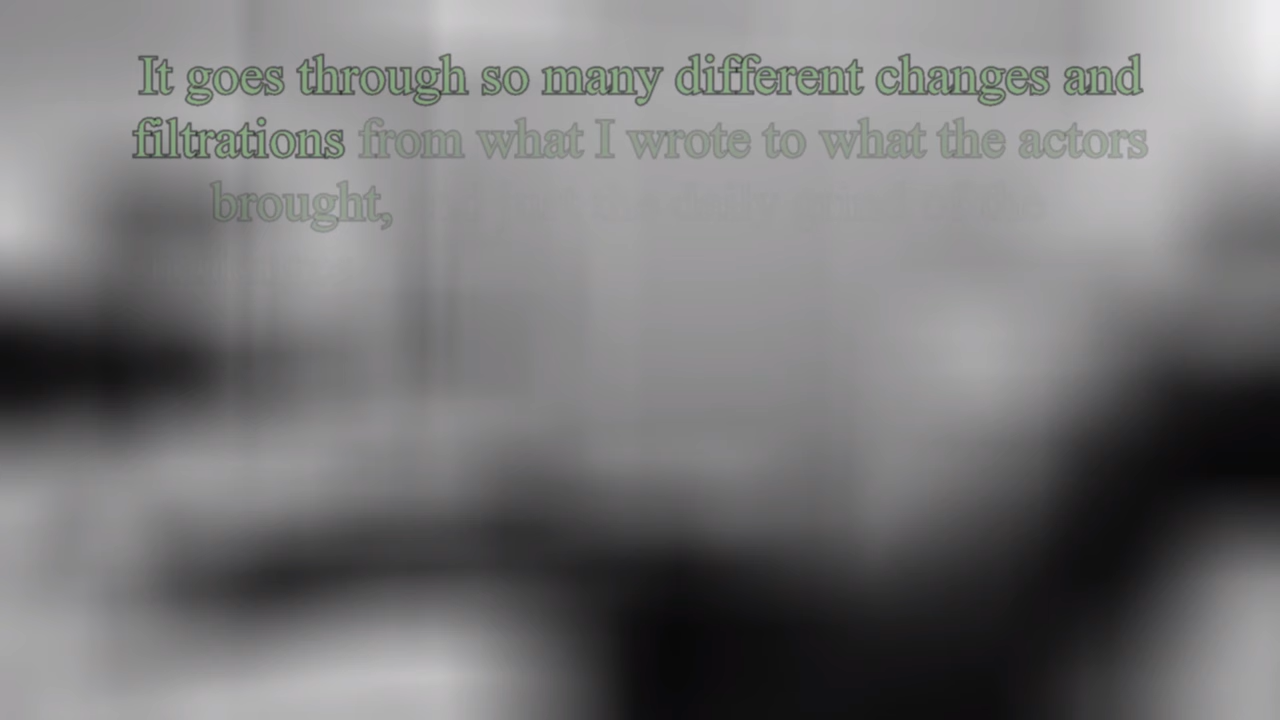 It goes through so many different changes and
filtrations from what I wrote to what the actors
brought,